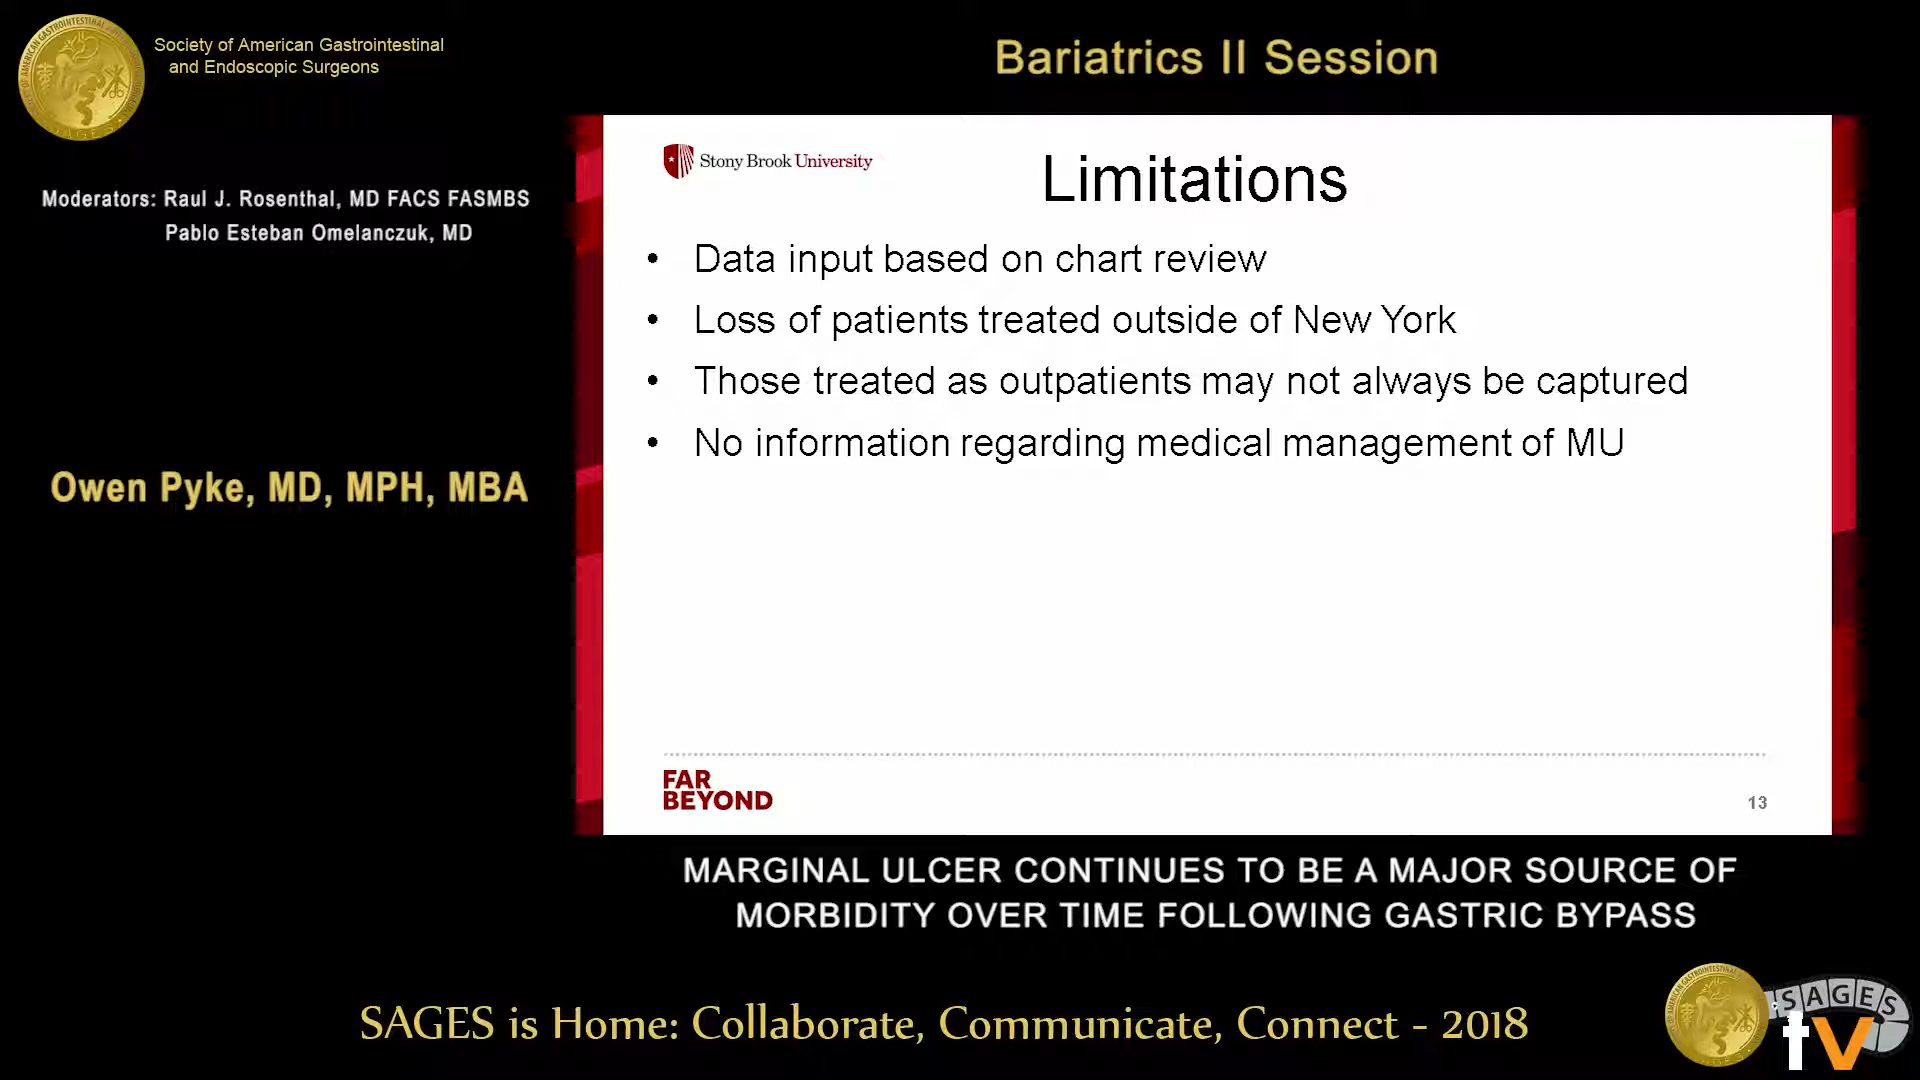 Society of American Gastrointestinal
and Endoscopic Surgeons
Bariatrics II Session
Moderators: Raul J. Rosenthal, MD FACS FASMBS
Pablo Esteban Omelanczuk, MD
Owen Pyke, MD, MPH, MBA
Stony Brook University
Limitations
• Data input based on chart review
• Loss of patients treated outside of New York
• Those treated as outpatients may not always be captured
• No information regarding medical management of MU
FAR
BEYOND
13
MARGINAL ULCER CONTINUES TO BE A MAJOR SOURCE OF
MORBIDITY OVER TIME FOLLOWING GASTRIC BYPASS
SAGES is Home: Collaborate, Communicate, Connect - 2018
SAGES
tv